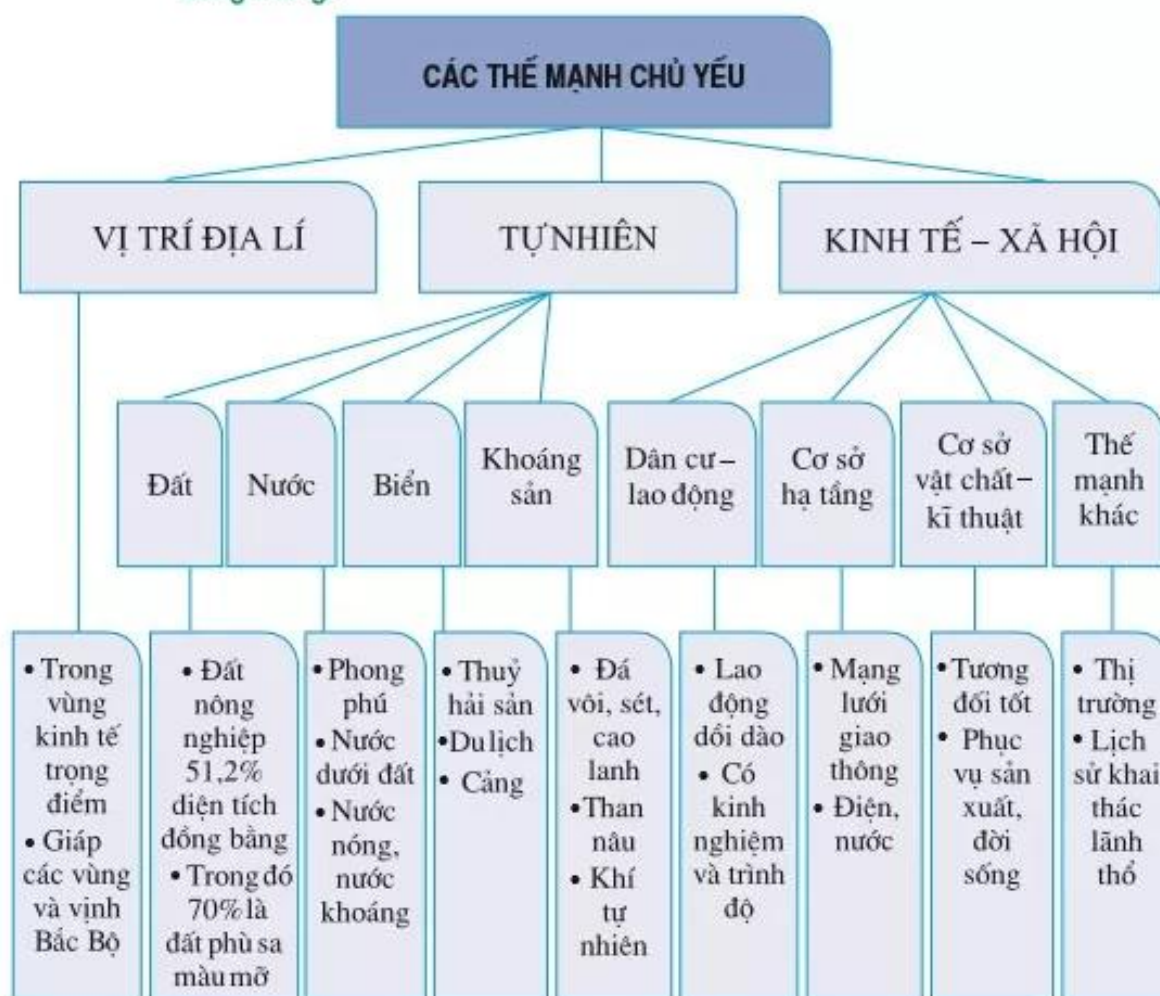 CÁC THẾ MẠNH CHỦ YẾU
VỊ TRÍ ĐỊA LÍ
TỰ NHIÊN
KINH TẾ – XÃ HỘI
Đất
Nước
Biển
Khoáng
sản
Dân cư –
lao động
Cơ sở
hạ tầng
Cơ sở
vật chất –
kĩ thuật
Thế
mạnh
khác
• Trong
vùng
kinh tế
trọng
điểm
• Giáp
các vùng
và vịnh
Bắc Bộ
• Đất
nông
nghiệp
51,2%
diện tích
đồng bằng
• Trong đó
70% là
đất phù sa
màu mỡ
• Phong
phú
• Nước
dưới đất
• Nước
nóng,
nước
khoáng
• Thuỷ
hải sản
• Du lịch
• Cảng
• Đá
vôi, sét,
cao
lanh
• Than
nâu
• Khí
tự
nhiên
• Lao
động
dồi dào
• Có
kinh
nghiệm
và trình
độ
• Mạng
lưới
giao
thông
• Điện,
nước
• Tương
đối tốt
• Phục
vụ sản
xuất,
đời
sống
• Thị
trường
• Lịch
sử khai
thác
lãnh
thổ